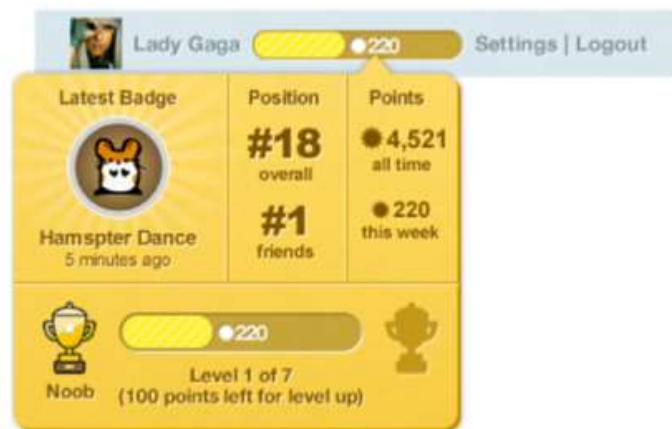 Lady Gaga 220 Settings | Logout
Latest Badge
Hamspter Dance
5 minutes ago
Position
#18
overall
#1
friends
Points
4,521
all time
220
this week
Noob
220
Level 1 of 7
(100 points left for level up)